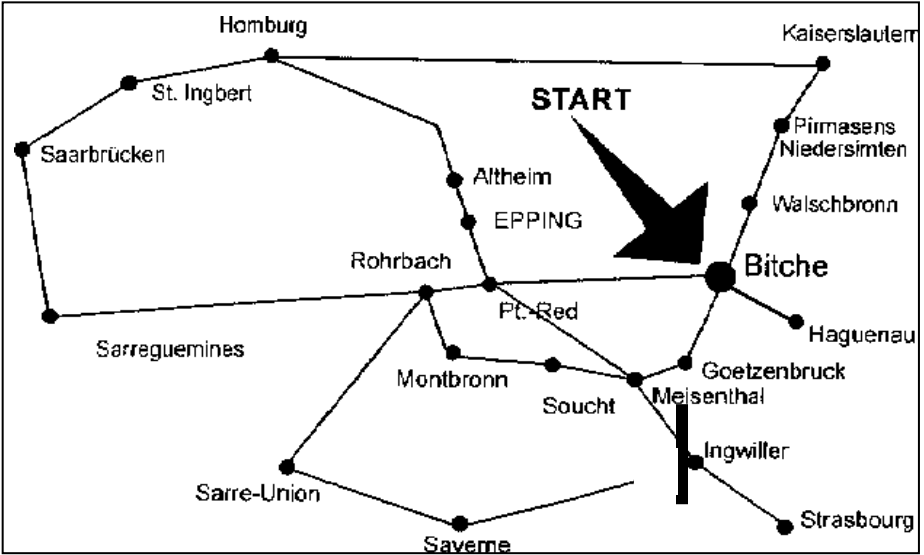 Homburg
Kaiserslautern
St. Ingbert
START
Pirmasens
Niedersimten
Saarbrücken
Altheim
Walschbronn
EPPING
Rohrbach
Bitche
Pt.-Red
Haguenau
Sarreguemines
Montbronn
Goetzenbruck
Soucht
Meisenthal
Ingwiller
Sarre-Union
Strasbourg
Saverne